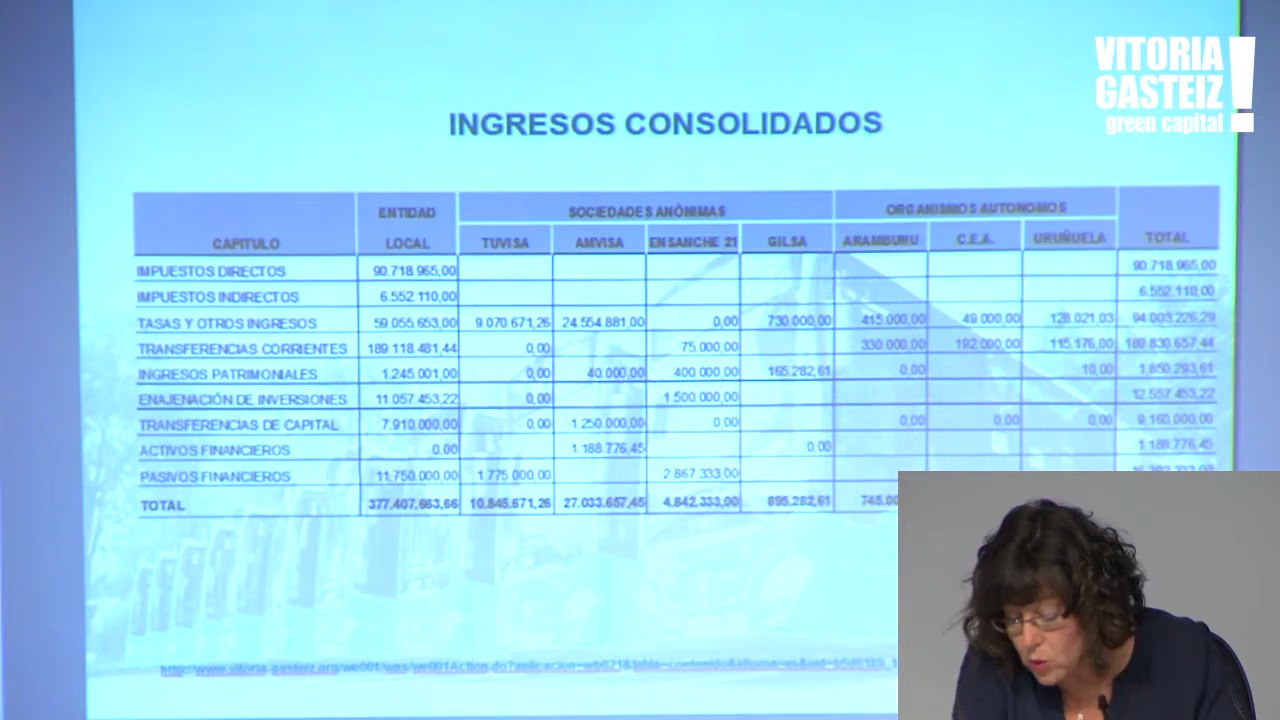 VITORIA
GASTEIZ!
green capital
INGRESOS CONSOLIDADOS
ENTIDAD SOCIEDADES ANÓNIMAS ORGANISMOS AUTONOMOS
CAPITULO LOCAL TUVISA AMVISA ENSANCHE 21 GILSA ARAMBURU C.E.A. URUÑUELA TOTAL
IMPUESTOS DIRECTOS 90.718.965,00 90.718.965,00
IMPUESTOS INDIRECTOS 6.552.110,00 6.552.110,00
TASAS Y OTROS INGRESOS 59.055.653,00 9.070.671,26 24.554.881,00 0,00 730.000,00 415.000,00 49.000,00 128.021,03 94.003.226,29
TRANSFERENCIAS CORRIENTES 189.118.481,44 0,00 75.000,00 330.000,00 192.000,00 115.176,00 189.830.657,44
INGRESOS PATRIMONIALES 1.245.001,00 0,00 40.000,00 400.000,00 165.282,61 0,00 10,00 1.850.293,61
ENAJENACIÓN DE INVERSIONES 11.057.453,22 0,00 1.500.000,00 12.557.453,22
TRANSFERENCIAS DE CAPITAL 7.910.000,00 0,00 1.250.000,00 0,00 0,00 0,00 0,00 9.160.000,00
ACTIVOS FINANCIEROS 0,00 1.188.776,45 0,00 1.188.776,45
PASIVOS FINANCIEROS 11.750.000,00 1.775.000,00 2.867.333,00
TOTAL 377.407.663,66 10.845.671,26 27.033.657,45 4.842.333,00 895.282,61